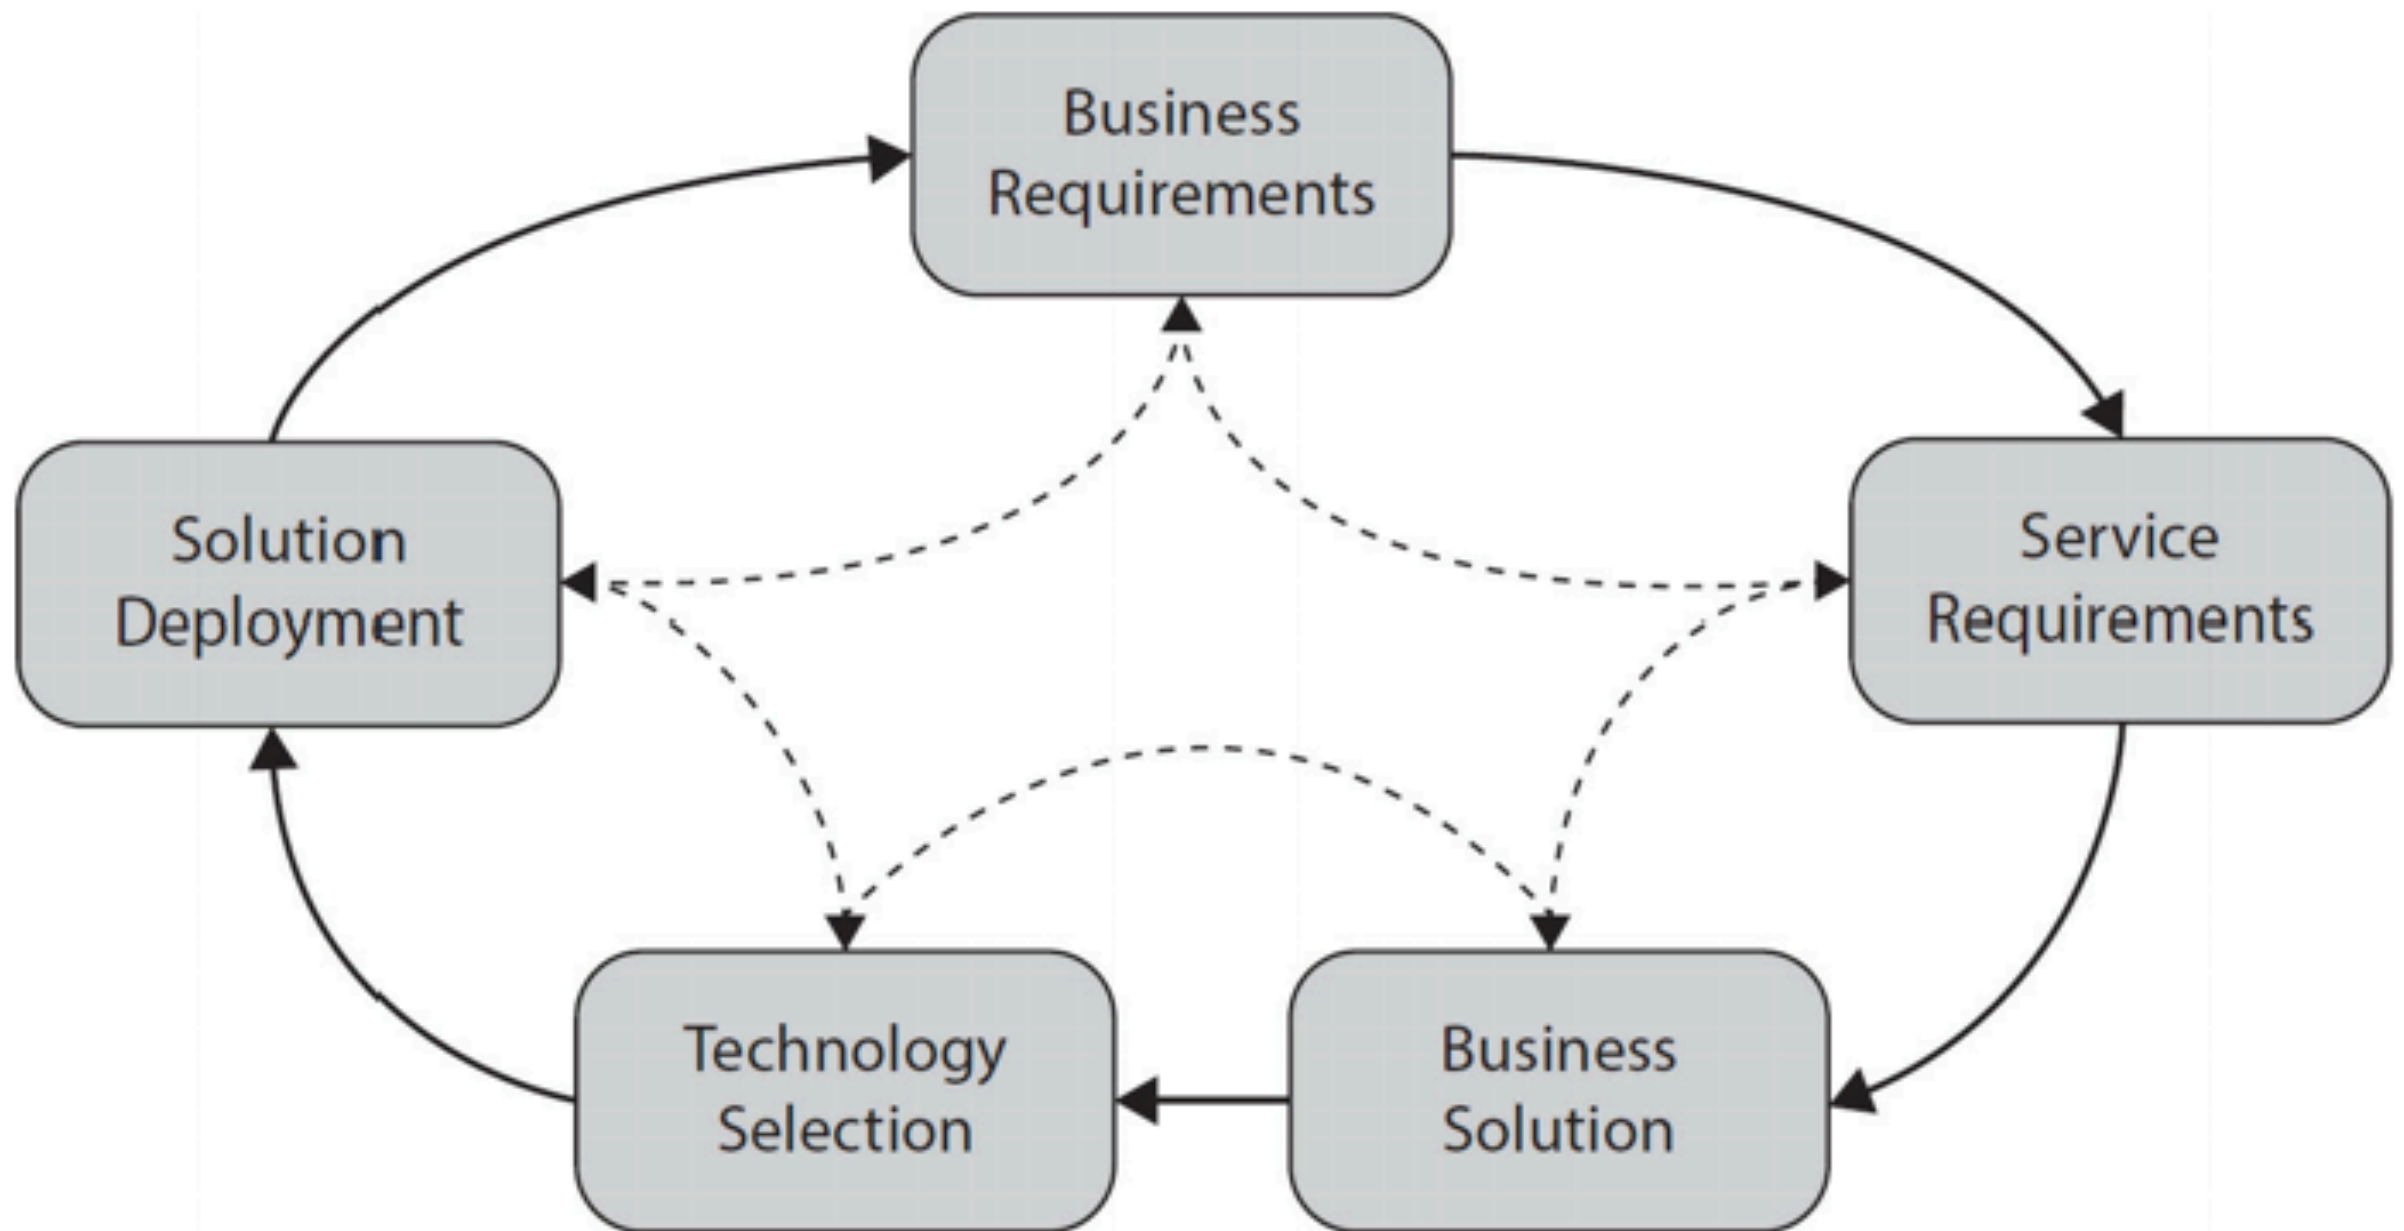 Business
Requirements
Service
Requirements
Business
Solution
Technology
Selection
Solution
Deployment